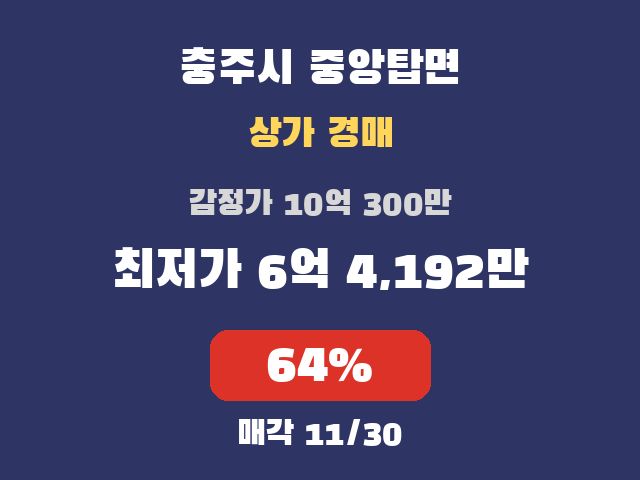 충주시 중앙탑면
상가 경매
감정가 10억 300만
최저가 6억 4,192만
64%
매각 11/30